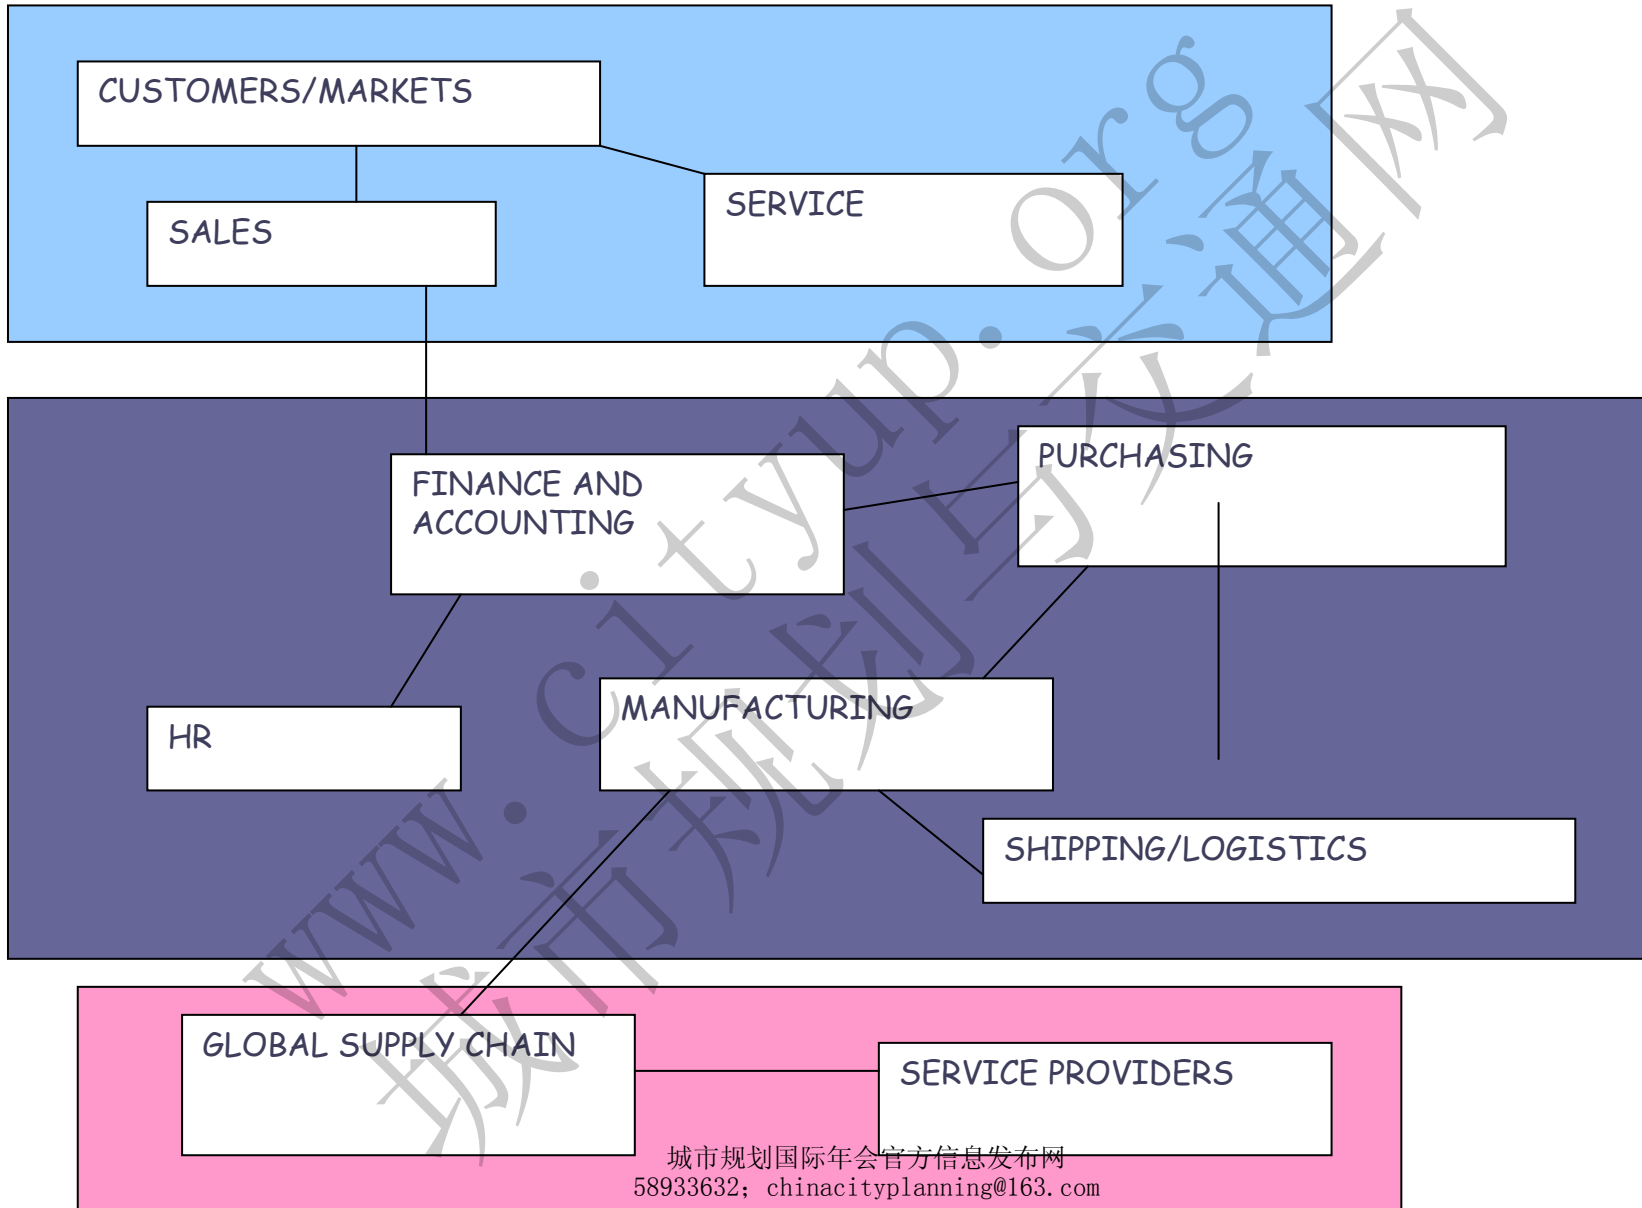 CUSTOMERS/MARKETS
SERVICE
SALES
PURCHASING
FINANCE AND
ACCOUNTING
MANUFACTURING
HR
SHIPPING/LOGISTICS
GLOBAL SUPPLY CHAIN
SERVICE PROVIDERS
www.cityup.org
城市规划与交通网
城市规划国际年会官方信息发布网
58933632; chinacityplanning@163.com